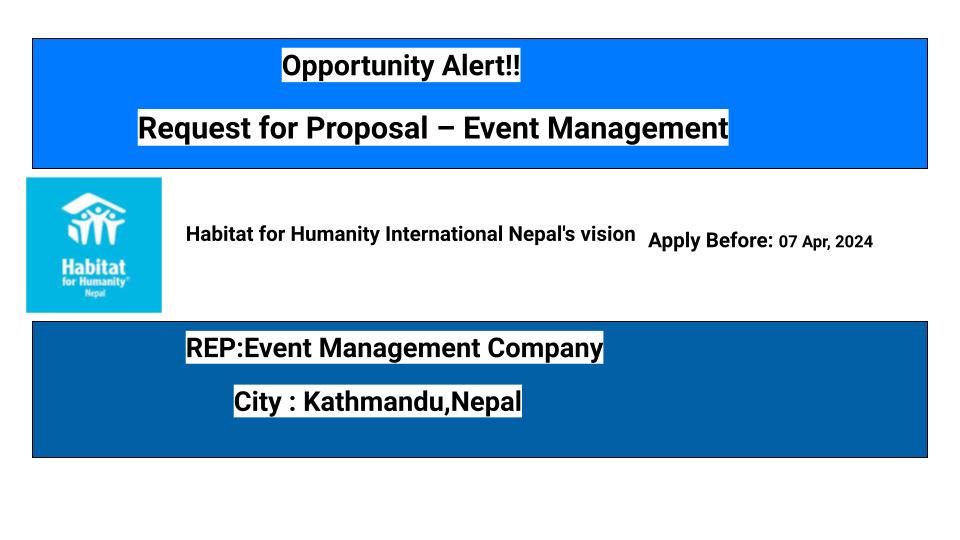 Opportunity Alert!!
Request for Proposal – Event Management
Habitat
for Humanity®
Nepal
Habitat for Humanity International Nepal's vision
Apply Before: 07 Apr, 2024
REP:Event Management Company
City : Kathmandu,Nepal